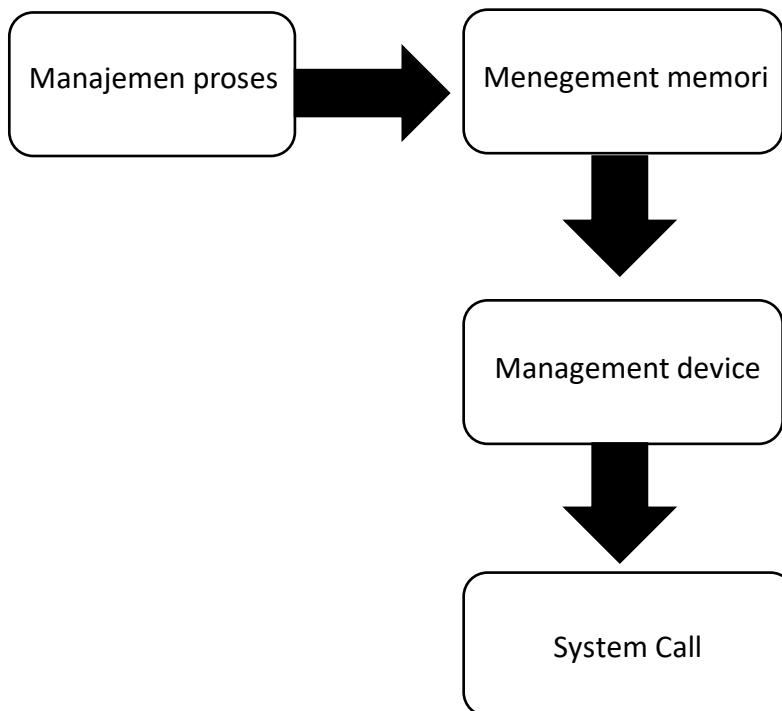 Manajemen proses
Menegement memori
Management device
System Call